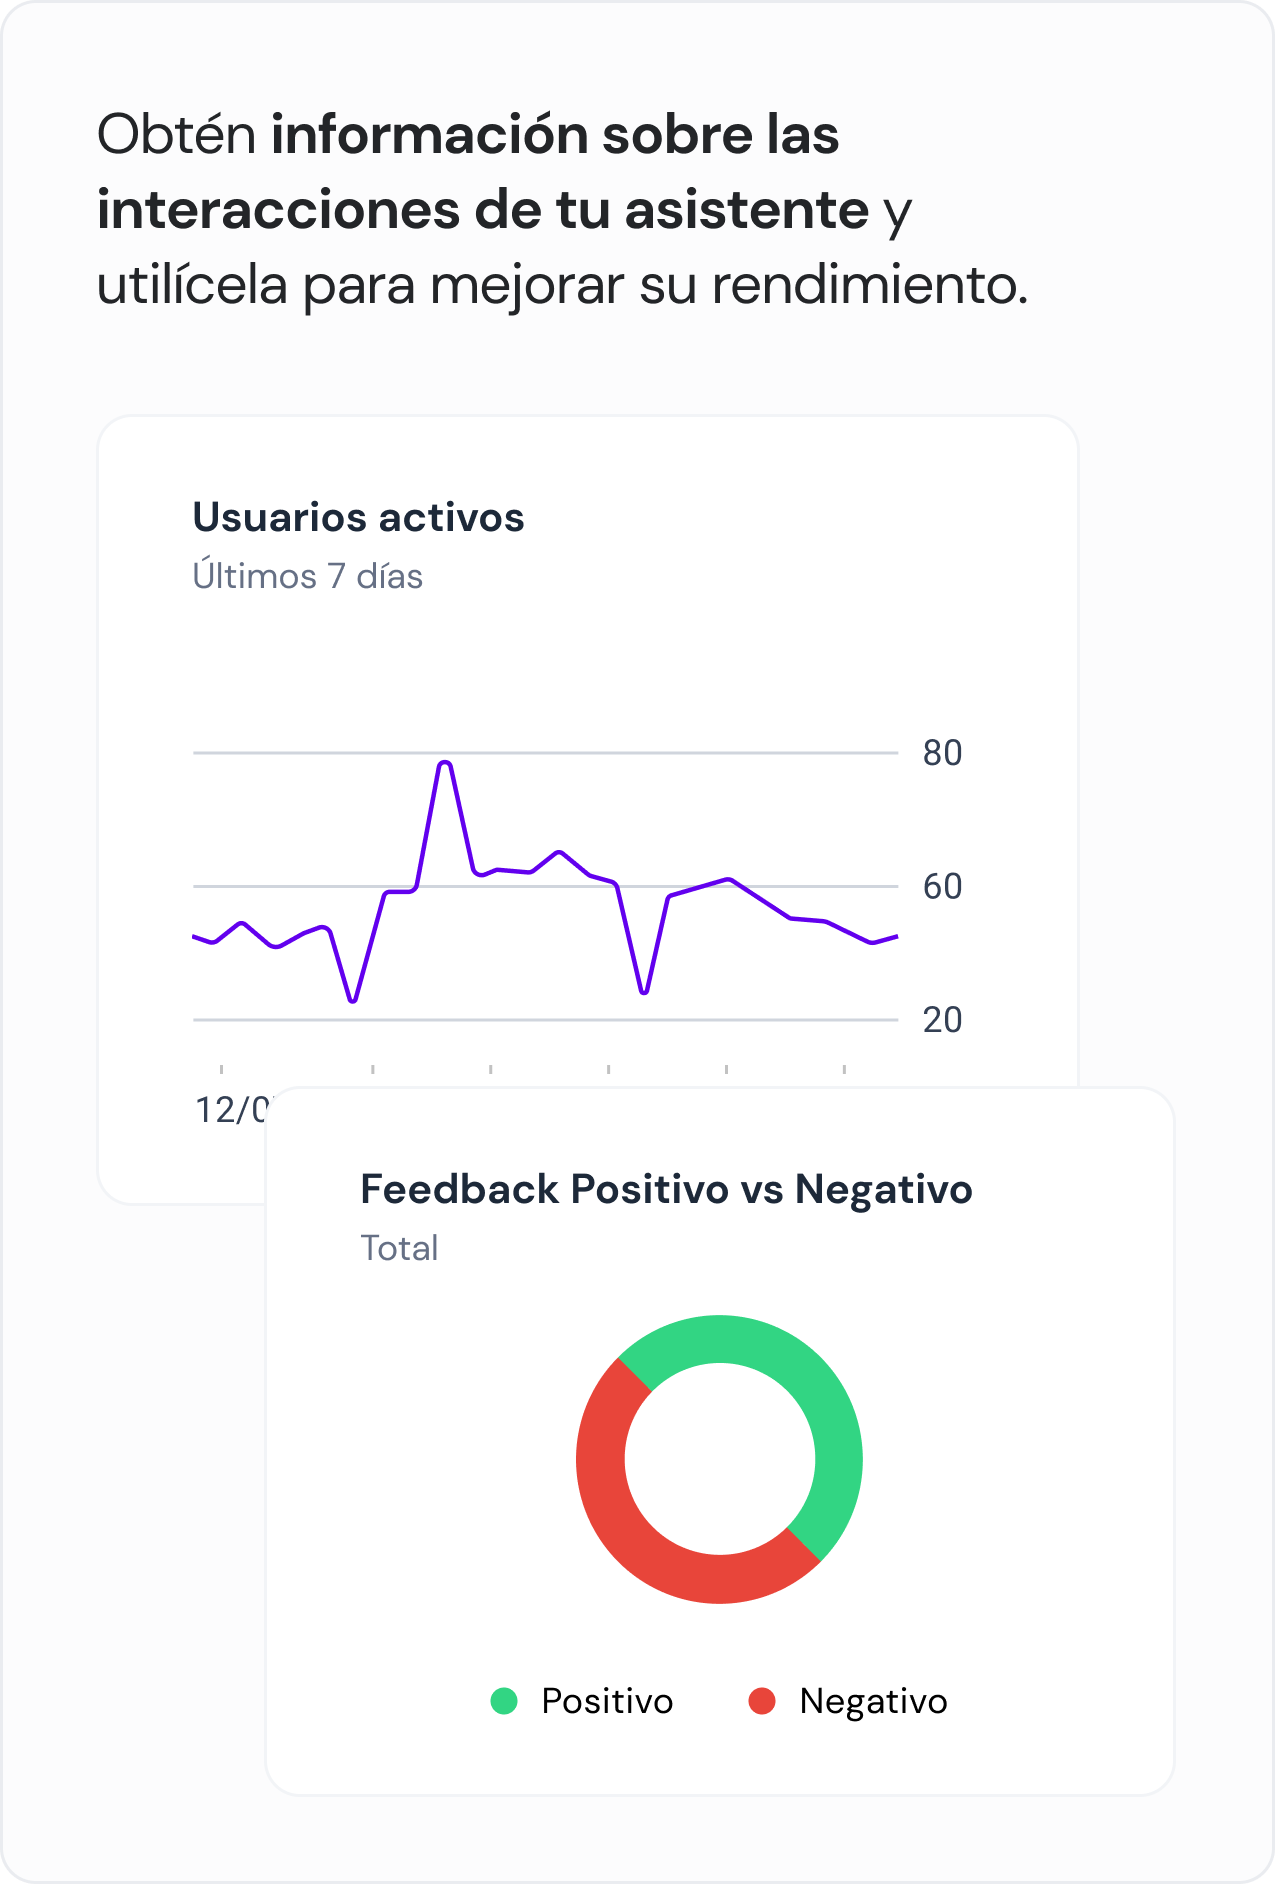 Obtén información sobre las
interacciones de tu asistente y
utilícela para mejorar su rendimiento.
Usuarios activos
Últimos 7 días
80
60
20
12/0
Feedback Positivo vs Negativo
Total
Positivo
Negativo